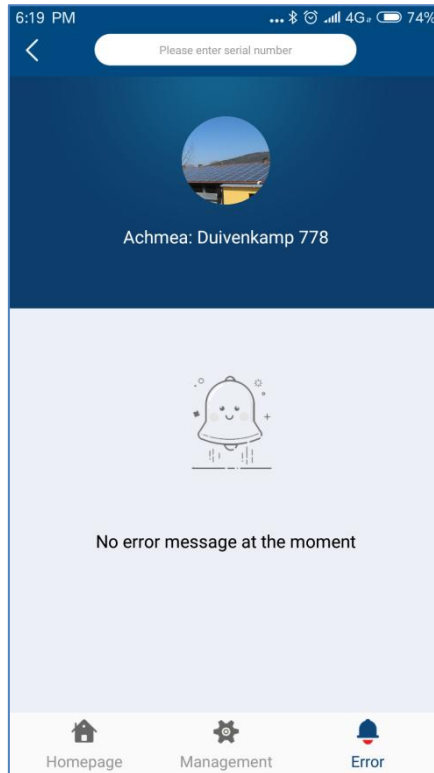 6:19 PM ... 4G 74%
Please enter serial number
Achmea: Duivenkamp 778
No error message at the moment
Homepage Management Error